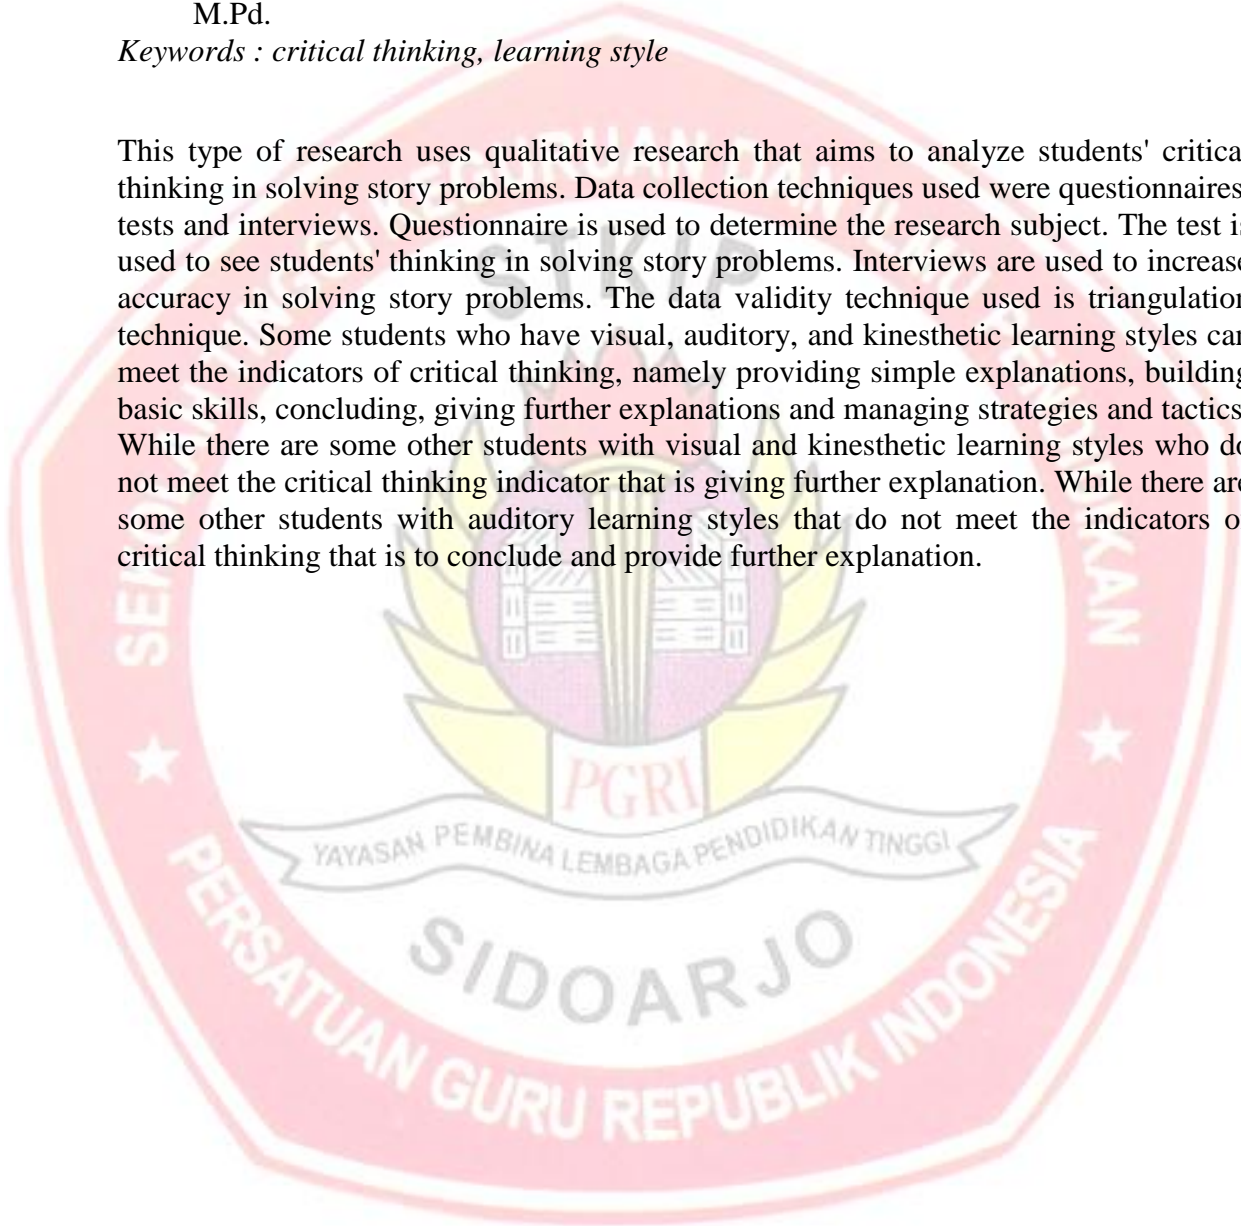 M.Pd.
Keywords : critical thinking, learning style
This type of research uses qualitative research that aims to analyze students' critica
thinking in solving story problems. Data collection techniques used were questionnaires
tests and interviews. Questionnaire is used to determine the research subject. The test is
used to see students' thinking in solving story problems. Interviews are used to increase
accuracy in solving story problems. The data validity technique used is triangulation
technique. Some students who have visual, auditory, and kinesthetic learning styles can
meet the indicators of critical thinking, namely providing simple explanations, building
basic skills, concluding, giving further explanations and managing strategies and tactics
While there are some other students with visual and kinesthetic learning styles who do
not meet the critical thinking indicator that is giving further explanation. While there are
some other students with auditory learning styles that do not meet the indicators o
critical thinking that is to conclude and provide further explanation.
KEGURUAN DAN
STKIP
PGRI
YAYASAN PEMBINA LEMBAGA PENDIDIKAN TINGGI
SIDOARJO
PERSATUAN GURU REPUBLIK INDONESIA